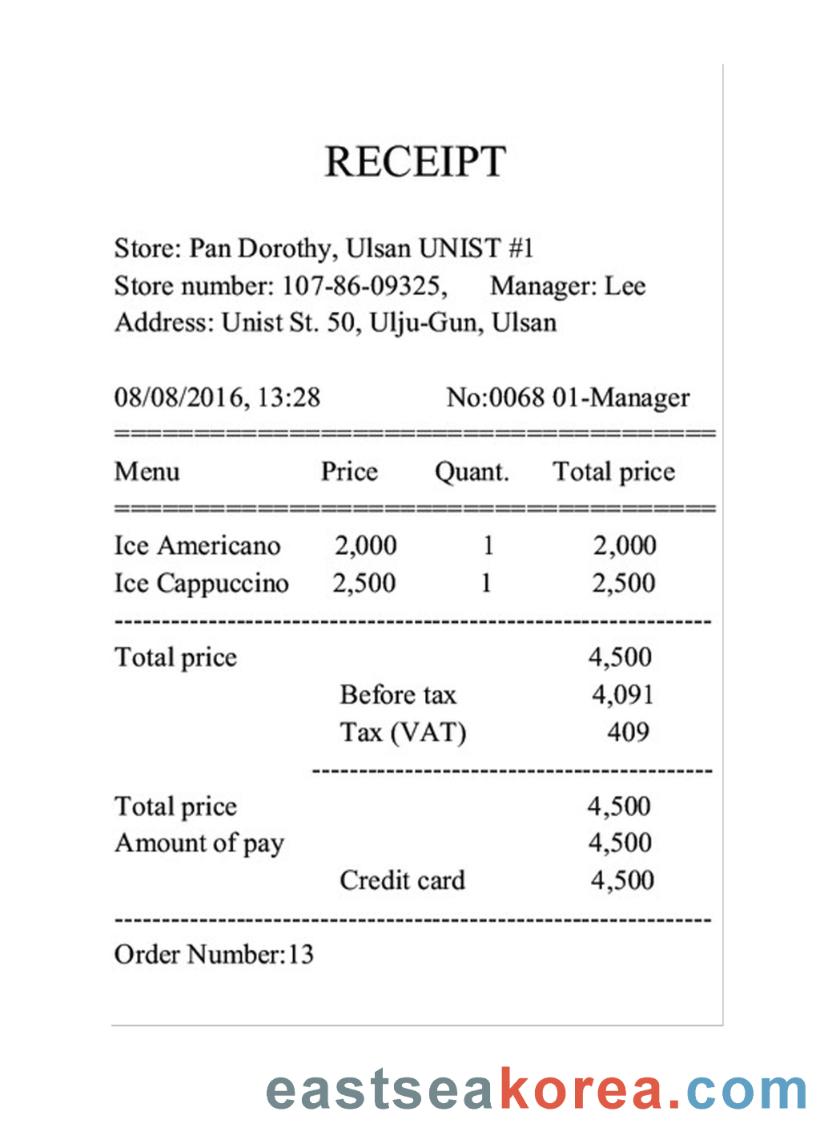 RECEIPT
Store: Pan Dorothy, Ulsan UNIST #1
Store number: 107-86-09325, Manager: Lee
Address: Unist St. 50, Ulju-Gun, Ulsan
08/08/2016, 13:28 No:0068 01-Manager
======================================
Menu Price Quant. Total price
======================================
Ice Americano 2,000 1 2,000
Ice Cappuccino 2,500 1 2,500
----------------------------------------------------------------
Total price 4,500
Before tax 4,091
Tax (VAT) 409
-------------------------------------------
Total price 4,500
Amount of pay 4,500
Credit card 4,500
----------------------------------------------------------------
Order Number:13
eastseakorea.com